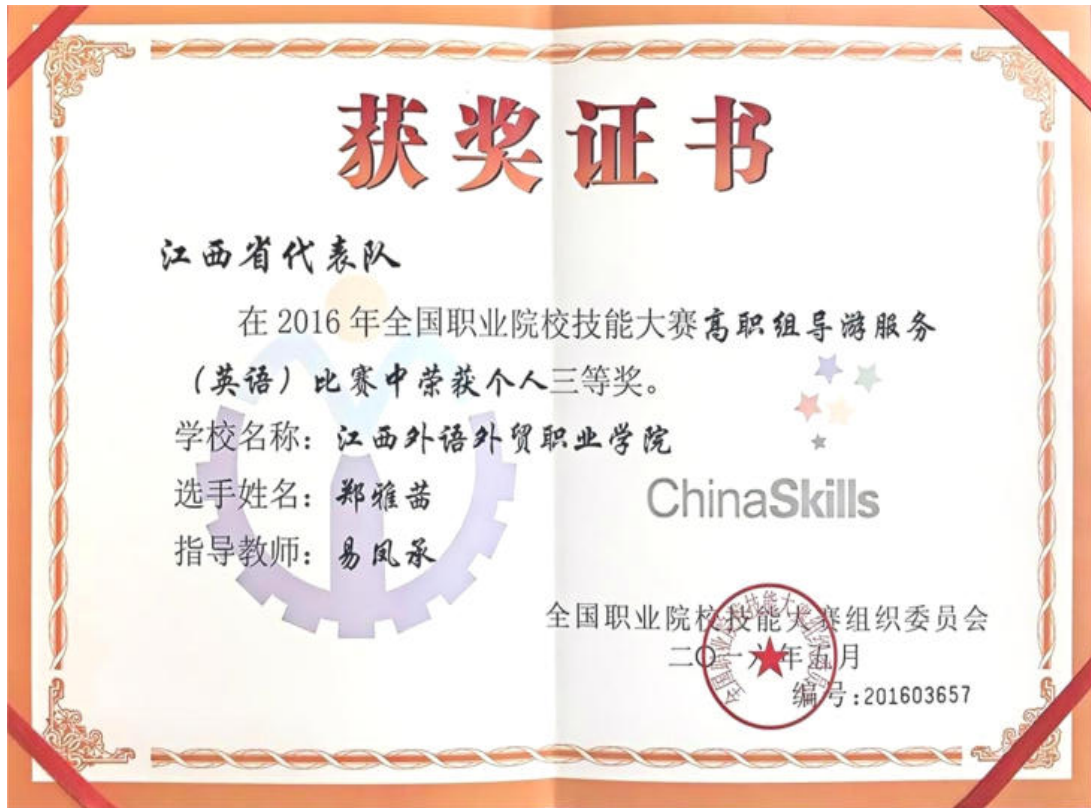 获奖证书
江西省代表队
在2016年全国职业院校技能大赛高职组导游服务
（英语）比赛中荣获个人三等奖。
学校名称：江西外语外贸职业学院
选手姓名：郑雅茜
指导教师：易凤承
ChinaSkills
全国职业院校技能大赛组织委员会
二〇一六年五月
编号:201603657